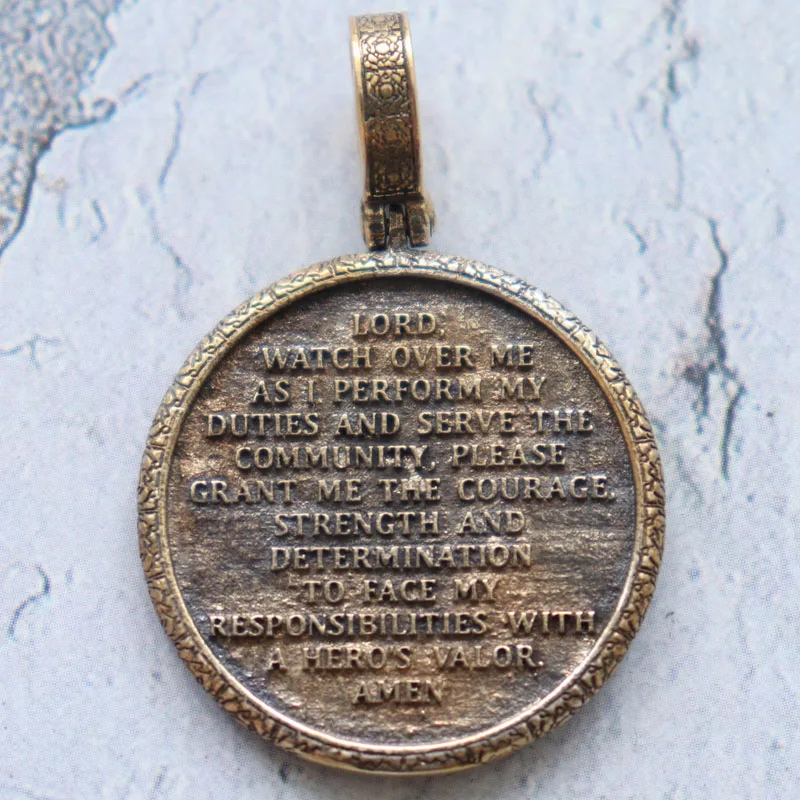 LORD,
WATCH OVER ME
AS I PERFORM MY
DUTIES AND SERVE THE
COMMUNITY, PLEASE
GRANT ME THE COURAGE,
STRENGTH AND
DETERMINATION
TO FACE MY
RESPONSIBILITIES WITH
A HERO'S VALOR.
AMEN